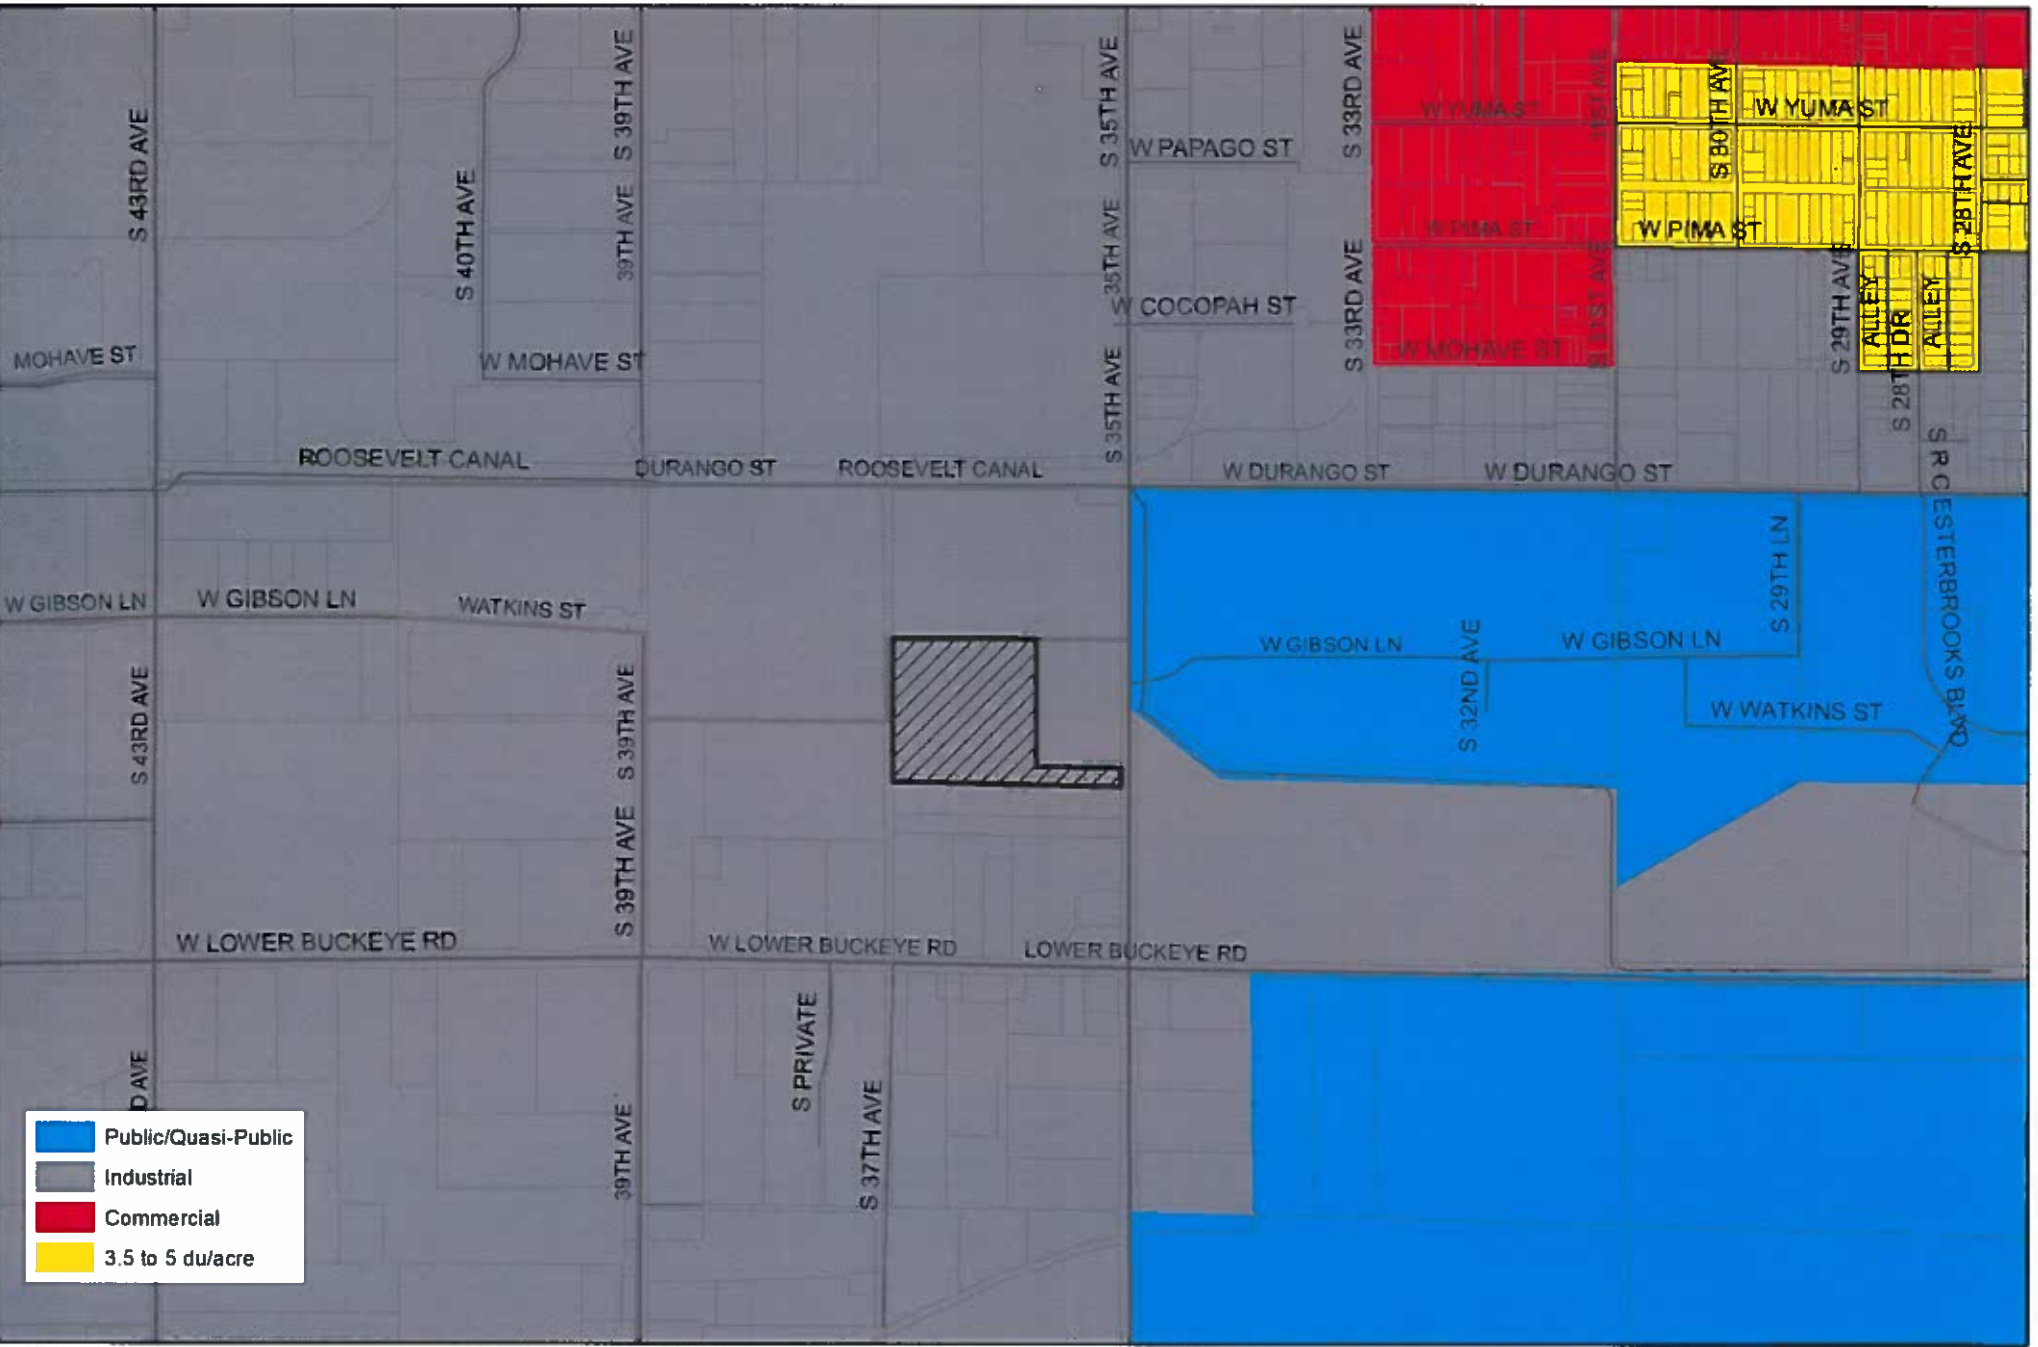 S 43RD AVE
S 40TH AVE
S 39TH AVE
39TH AVE
S 35TH AVE
35TH AVE
W PAPAGO ST
S 33RD AVE
W YUMA ST
W YUMA ST
S 30TH AVE
W PIMA ST
W PIMA ST
S 28TH AVE
W COCOPAH ST
S 33RD AVE
S 31ST AVE
S 29TH AVE
ALLEY
ALLEY
S 28TH DR
MOHAVE ST
W MOHAVE ST
W MOHAVE ST
S 35TH AVE
ROOSEVELT CANAL
DURANGO ST
ROOSEVELT CANAL
W DURANGO ST
W DURANGO ST
S R CESTERBROOKS BLVD
W GIBSON LN
W GIBSON LN
WATKINS ST
W GIBSON LN
S 32ND AVE
W GIBSON LN
S 29TH LN
W WATKINS ST
S 43RD AVE
S 39TH AVE
S 39TH AVE
W LOWER BUCKEYE RD
W LOWER BUCKEYE RD
LOWER BUCKEYE RD
D AVE
39TH AVE
S PRIVATE
S 37TH AVE
Public/Quasi-Public
Industrial
Commercial
3.5 to 5 du/acre